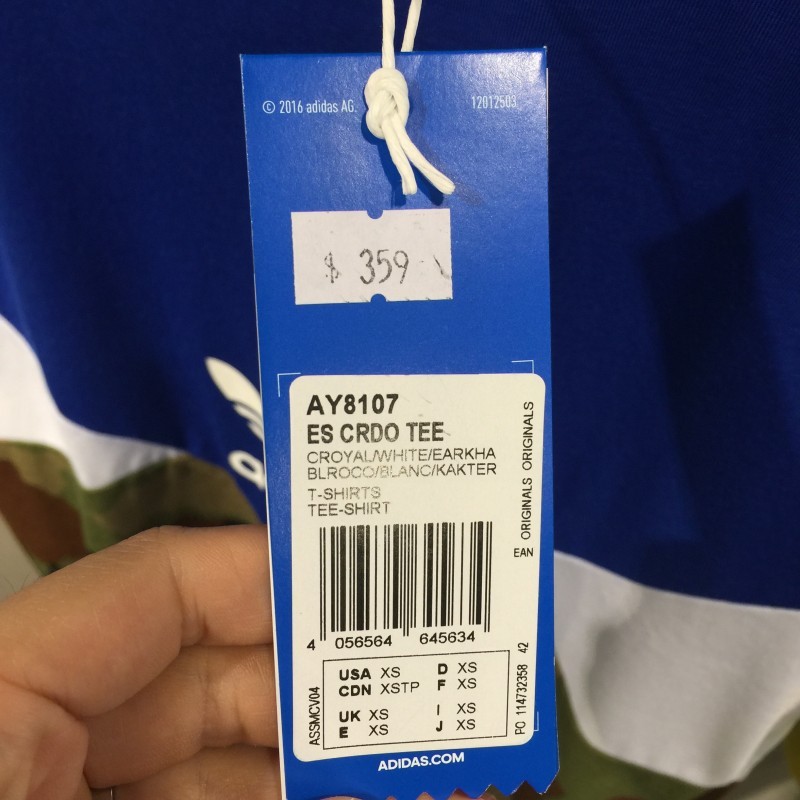 © 2016 adidas AG.
12012503
$ 359
AY8107
ES CRDO TEE
CROYAL/WHITE/EARKHA
BLROCO/BLANC/KAKTER
T-SHIRTS
TEE-SHIRT
ORIGINALS ORIGINALS
EAN
4 056564 645634
USA XS D XS
CDN XSTP F XS
UK XS I XS
E XS J XS
ASSMCV04
PO 114732358 42
ADIDAS.COM